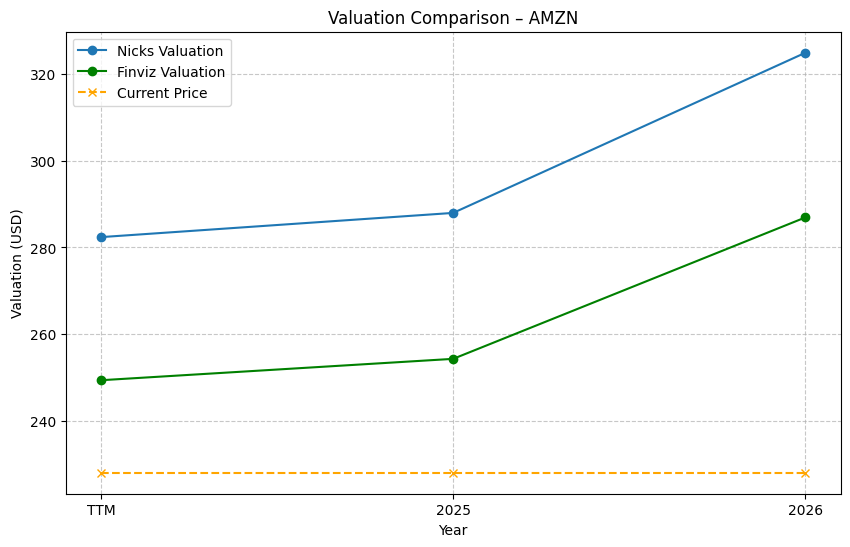 Valuation Comparison – AMZN
Nicks Valuation
Finviz Valuation
Current Price
Valuation (USD)
320
300
280
260
240
TTM
2025
2026
Year